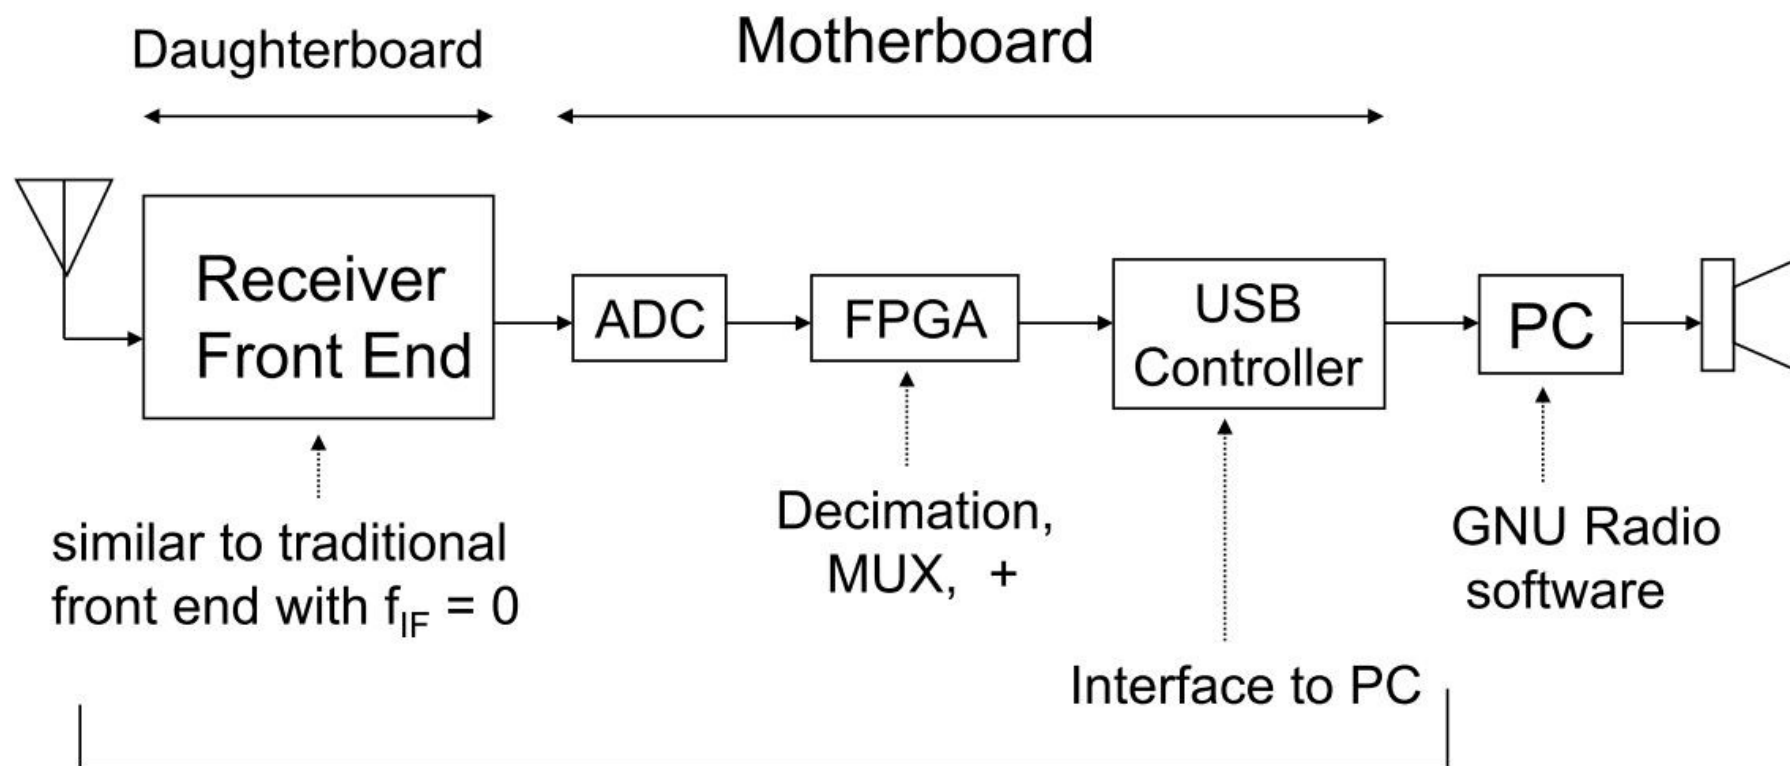 Daughterboard
Motherboard
Receiver
Front End
ADC
FPGA
USB
Controller
PC
similar to traditional
front end with f_IF = 0
Decimation,
MUX, +
Interface to PC
GNU Radio
software